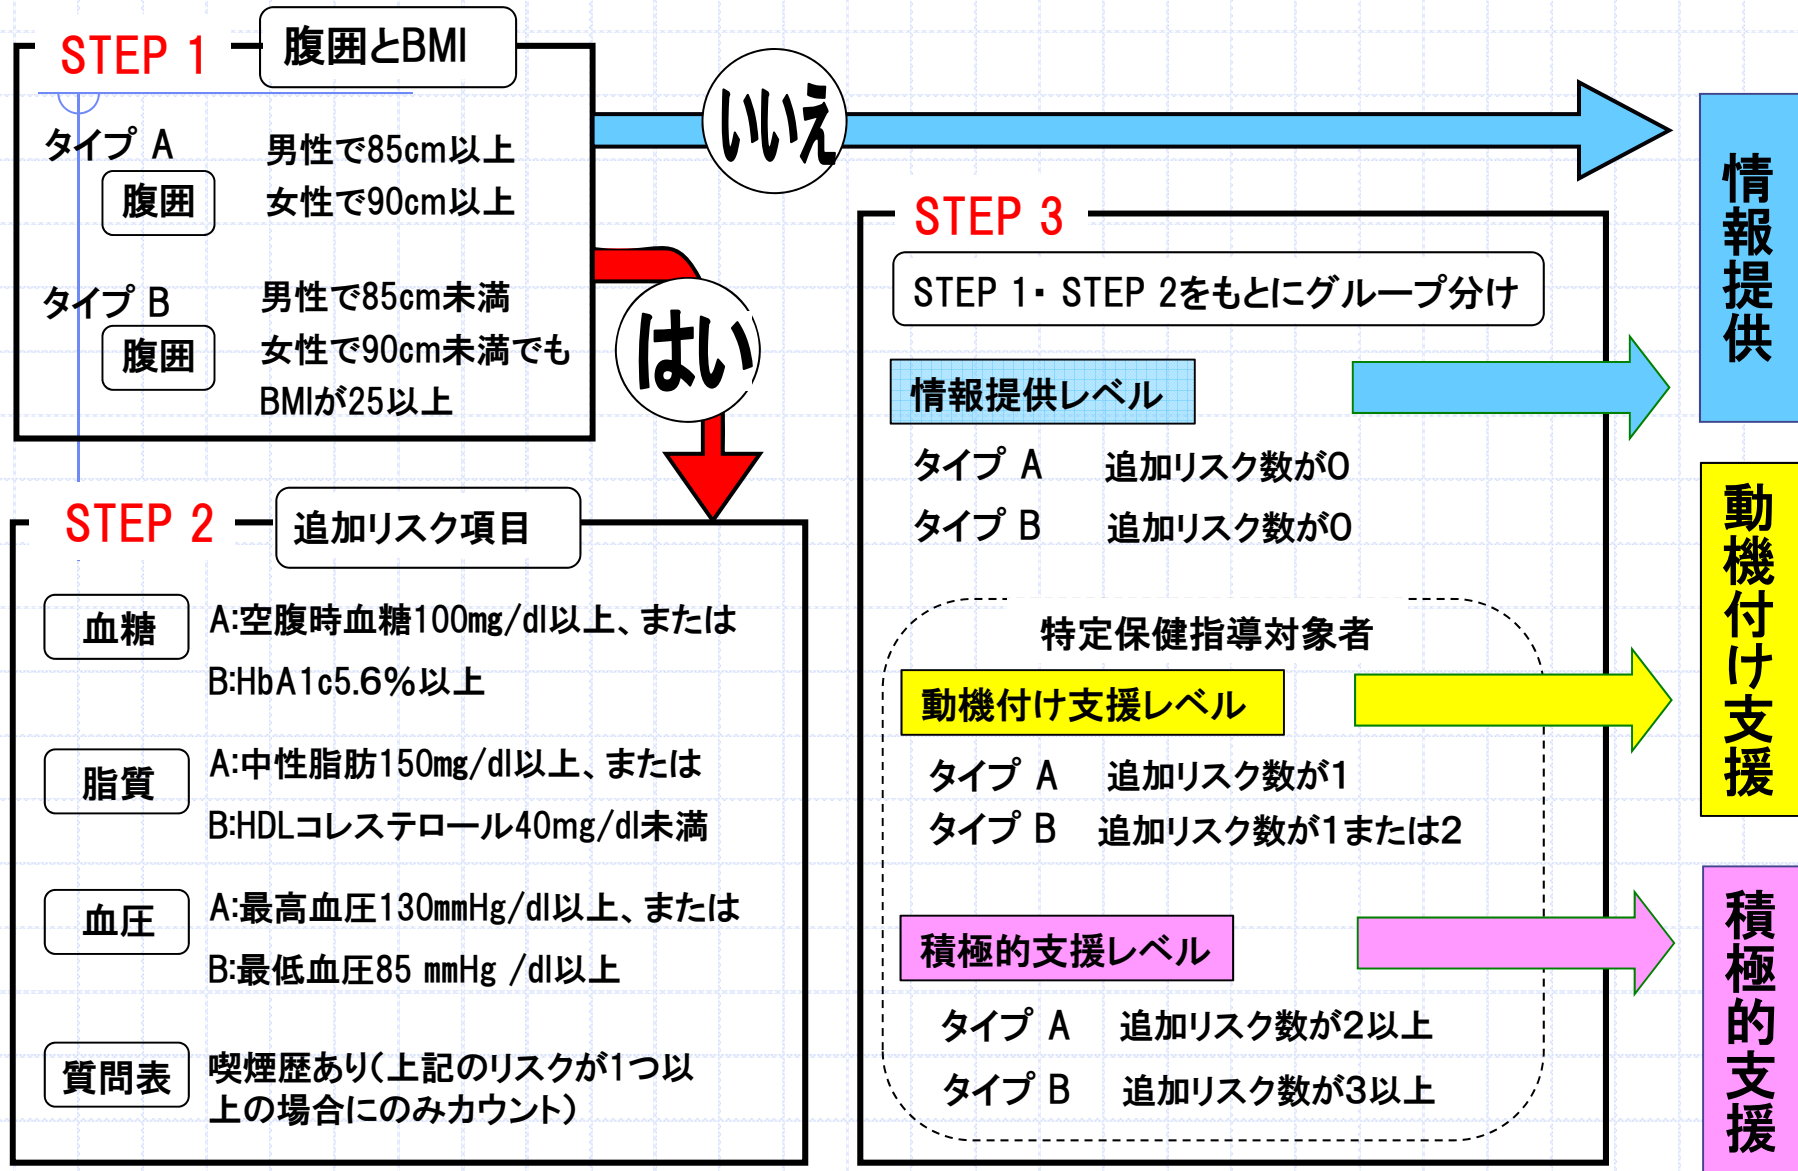 STEP 1
腹囲とBMI
タイプ A
腹囲
男性で85cm以上
女性で90cm以上
タイプ B
腹囲
男性で85cm未満
女性で90cm未満でも
BMIが25以上
いいえ
はい
STEP 2
追加リスク項目
血糖
A:空腹時血糖100mg/dl以上、または
B:HbA1c5.6%以上
脂質
A:中性脂肪150mg/dl以上、または
B:HDLコレステロール40mg/dl未満
血圧
A:最高血圧130mmHg/dl以上、または
B:最低血圧85 mmHg /dl以上
質問表
喫煙歴あり(上記のリスクが1つ以
上の場合にのみカウント)
STEP 3
STEP 1・STEP 2をもとにグループ分け
情報提供レベル
タイプ A 追加リスク数が0
タイプ B 追加リスク数が0
特定保健指導対象者
動機付け支援レベル
タイプ A 追加リスク数が1
タイプ B 追加リスク数が1または2
積極的支援レベル
タイプ A 追加リスク数が2以上
タイプ B 追加リスク数が3以上
情報提供
動機付け支援
積極的支援